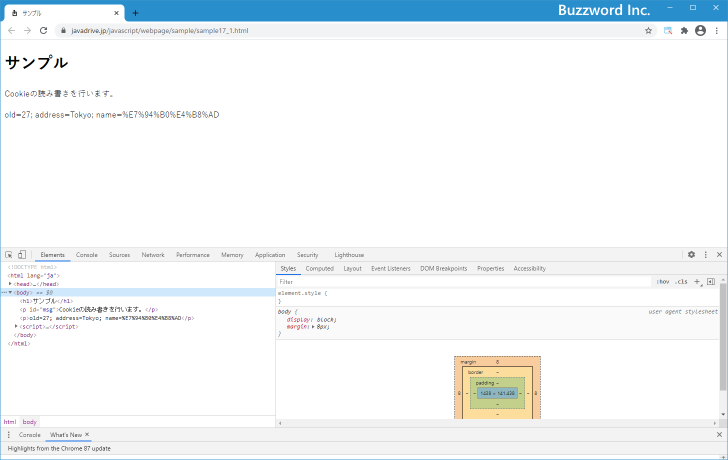 サンプル
Buzzword Inc.
javadrive.jp/javascript/webpage/sample/sample17_1.html
サンプル
Cookieの読み書きを行います。
old=27; address=Tokyo; name=%E7%94%B0%E4%B8%AD
Elements Console Sources Network Performance Memory Application Security Lighthouse
<!DOCTYPE html>
<html lang="ja">
<head>…</head>
<body> == $0
<h1>サンプル</h1>
<p id="msg">Cookieの読み書きを行います。</p>
<p>old=27; address=Tokyo; name=%E7%94%B0%E4%B8%AD</p>
<script>…</script>
</body>
</html>
html body
Styles Computed Layout Event Listeners DOM Breakpoints Properties Accessibility
Filter :hov .cls
element.style {
}
body { user agent stylesheet
display: block;
margin: 8px;
}
margin 8
border –
padding –
8 – – – – 8
–
–
Console What's New
Highlights from the Chrome 87 update